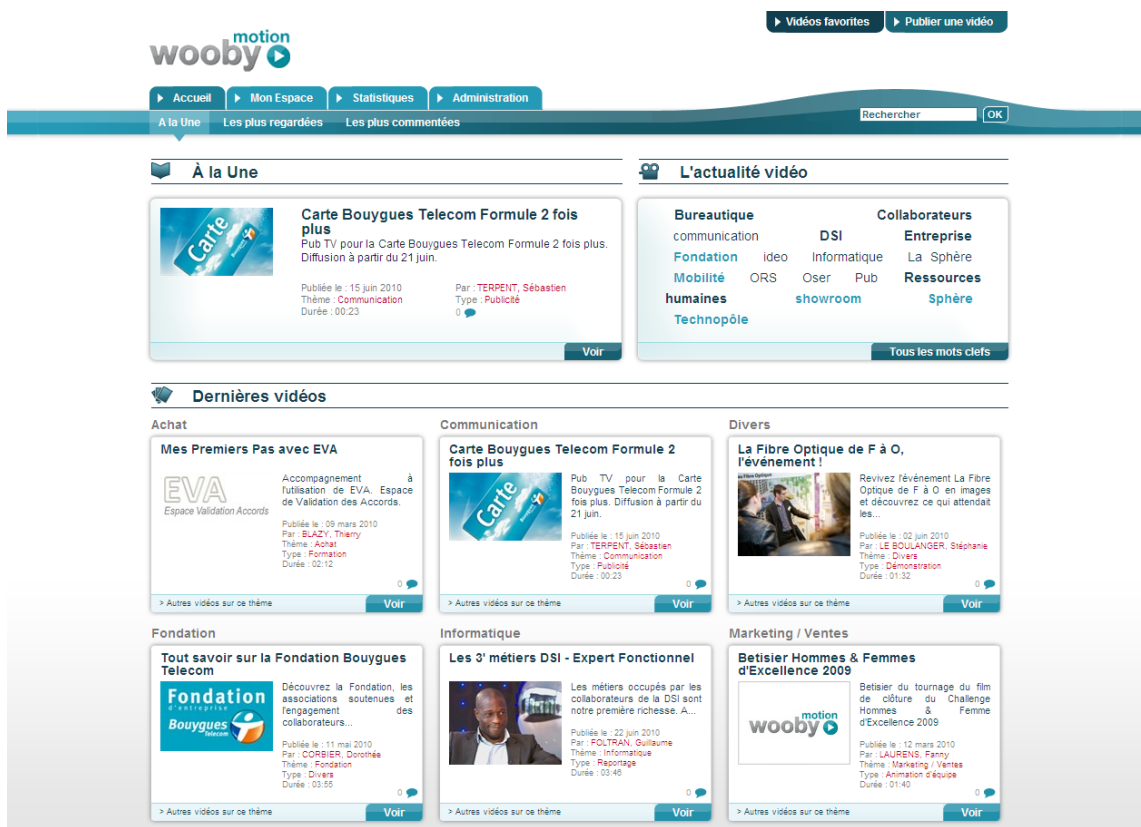 Vidéos favorites
Publier une vidéo
wooby motion
Accueil
Mon Espace
Statistiques
Administration
A la Une
Les plus regardées
Les plus commentées
Rechercher
OK
À la Une
Carte
Carte Bouygues Telecom Formule 2 fois
plus
Pub TV pour la Carte Bouygues Telecom Formule 2 fois plus.
Diffusion à partir du 21 juin.
Publiée le : 15 juin 2010
Par : TERPENT, Sébastien
Thème : Communication
Type : Publicité
Durée : 00:23
0
Voir
L'actualité vidéo
Bureautique Collaborateurs
communication DSI Entreprise
Fondation ideo Informatique La Sphère
Mobilité ORS Oser Pub Ressources
humaines showroom Sphère
Technopôle
Tous les mots clefs
Dernières vidéos
Achat
Mes Premiers Pas avec EVA
EVA
Espace Validation Accords
Accompagnement à
l'utilisation de EVA. Espace
de Validation des Accords.
Publiée le : 09 mars 2010
Par : BLAZY, Thierry
Thème : Achat
Type : Formation
Durée : 02:12
0
> Autres vidéos sur ce thème
Voir
Communication
Carte Bouygues Telecom Formule 2
fois plus
Carte
Pub TV pour la Carte
Bouygues Telecom Formule 2
fois plus. Diffusion à partir du
21 juin.
Publiée le : 15 juin 2010
Par : TERPENT, Sébastien
Thème : Communication
Type : Publicité
Durée : 00:23
0
> Autres vidéos sur ce thème
Voir
Divers
La Fibre Optique de F à O,
l'événement !
Revivez l'événement La Fibre
Optique de F à O en images
et découvrez ce qui attendait
les...
Publiée le : 02 juin 2010
Par : LE BOULANGER, Stéphanie
Thème : Divers
Type : Démonstration
Durée : 01:32
0
> Autres vidéos sur ce thème
Voir
Fondation
Tout savoir sur la Fondation Bouygues
Telecom
Fondation
d'entreprise
Bouygues
Telecom
Découvrez la Fondation, les
associations soutenues et
l'engagement des
collaborateurs...
Publiée le : 11 mai 2010
Par : CORBIER, Dorothée
Thème : Fondation
Type : Divers
Durée : 03:55
0
> Autres vidéos sur ce thème
Voir
Informatique
Les 3' métiers DSI - Expert Fonctionnel
Les métiers occupés par les
collaborateurs de la DSI sont
notre première richesse. A...
Publiée le : 22 juin 2010
Par : FOLTRAN, Guillaume
Thème : Informatique
Type : Reportage
Durée : 03:46
0
> Autres vidéos sur ce thème
Voir
Marketing / Ventes
Betisier Hommes & Femmes
d'Excellence 2009
wooby motion
Betisier du tournage du film
de clôture du Challenge
Hommes & Femme
d'Excellence 2009
Publiée le : 12 mars 2010
Par : LAURENS, Fanny
Thème : Marketing / Ventes
Type : Animation d'équipe
Durée : 01:40
0
> Autres vidéos sur ce thème
Voir